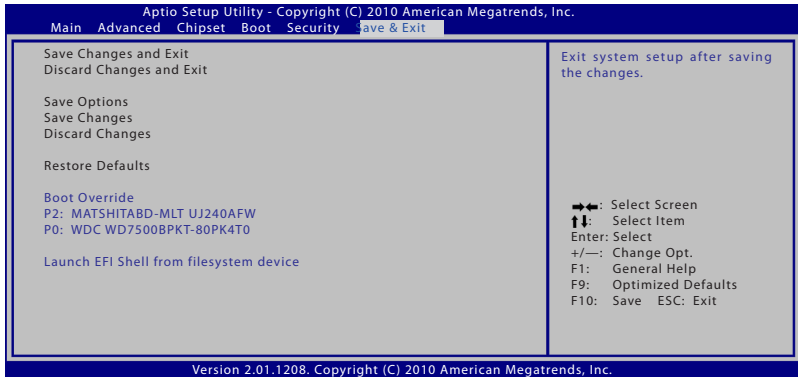 Aptio Setup Utility - Copyright (C) 2010 American Megatrends, Inc.
Main Advanced Chipset Boot Security Save & Exit
Save Changes and Exit
Discard Changes and Exit
Save Options
Save Changes
Discard Changes
Restore Defaults
Boot Override
P2: MATSHITABD-MLT UJ240AFW
P0: WDC WD7500BPKT-80PK4T0
Launch EFI Shell from filesystem device
Exit system setup after saving
the changes.
→←: Select Screen
↑↓: Select Item
Enter: Select
+/—: Change Opt.
F1: General Help
F9: Optimized Defaults
F10: Save ESC: Exit
Version 2.01.1208. Copyright (C) 2010 American Megatrends, Inc.